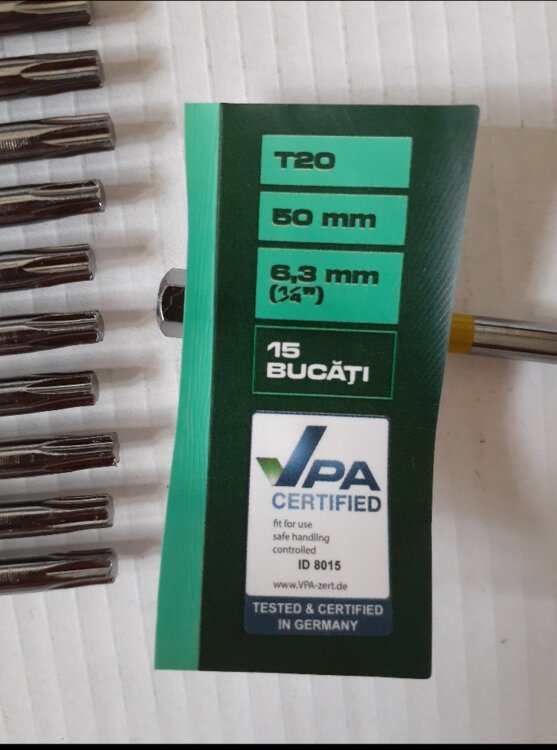 T20
50 mm
6,3 mm
(¼")
15
BUCĂȚI
VPA
CERTIFIED
fit for use
safe handling
controlled
ID 8015
www.VPA-zert.de
TESTED & CERTIFIED
IN GERMANY